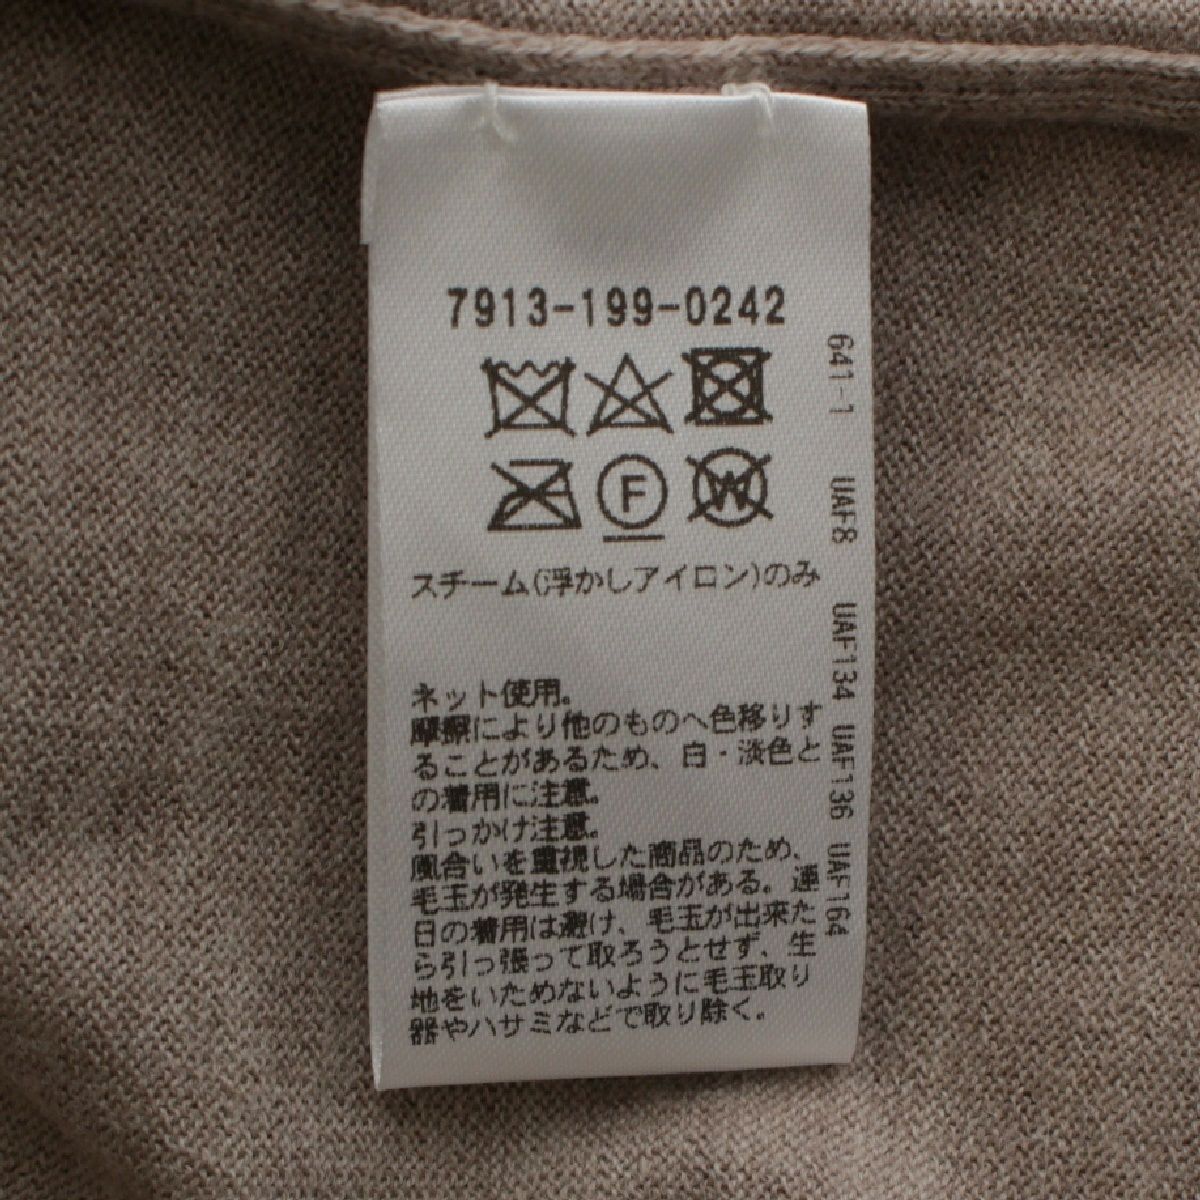 7913-199-0242
F
W
スチーム(浮かしアイロン)のみ
ネット使用。
摩擦により他のものへ色移りす
ることがあるため、白・淡色と
の着用に注意。
引っかけ注意。
風合いを重視した商品のため、
毛玉が発生する場合がある。連
日の着用は避け、毛玉が出来た
ら引っ張って取ろうとせず、生
地をいためないように毛玉取り
器やハサミなどで取り除く。
641-1 UAF8 UAF134 UAF136 UAF164